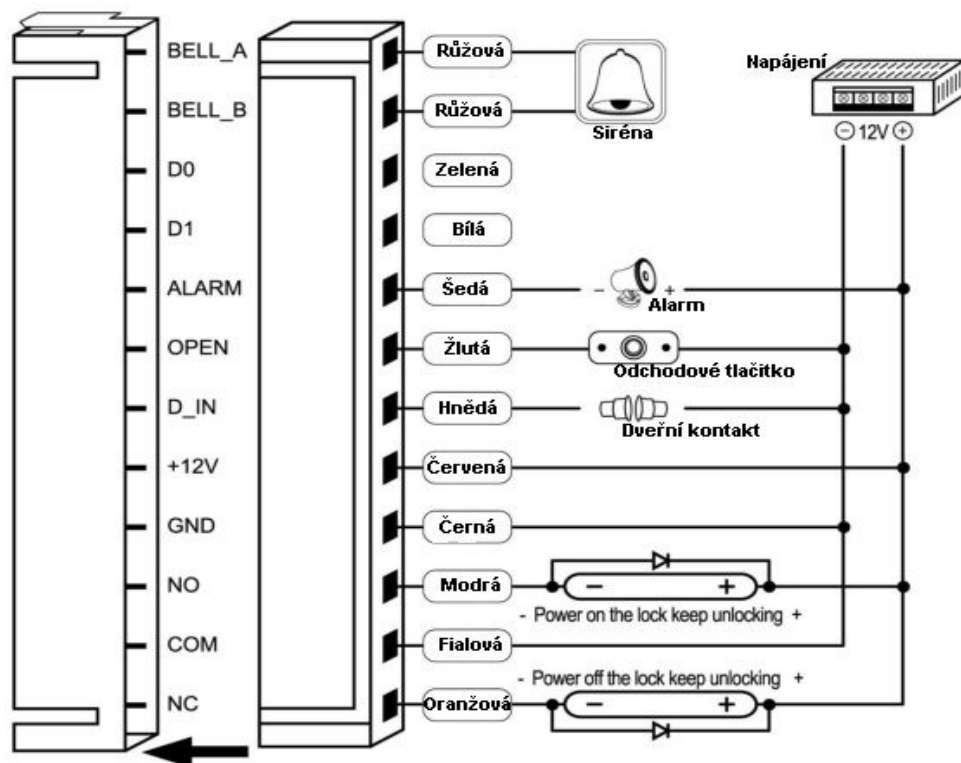 BELL_A
Růžová
Napájení
BELL_B
Růžová
Siréna
− 12V +
D0
Zelená
D1
Bílá
ALARM
Šedá
- +
Alarm
OPEN
Žlutá
Odchodové tlačitko
D_IN
Hnědá
Dveřní kontakt
+12V
Červená
GND
Černá
NO
Modrá
− +
- Power on the lock keep unlocking +
COM
Fialová
- Power off the lock keep unlocking +
NC
Oranžová
− +